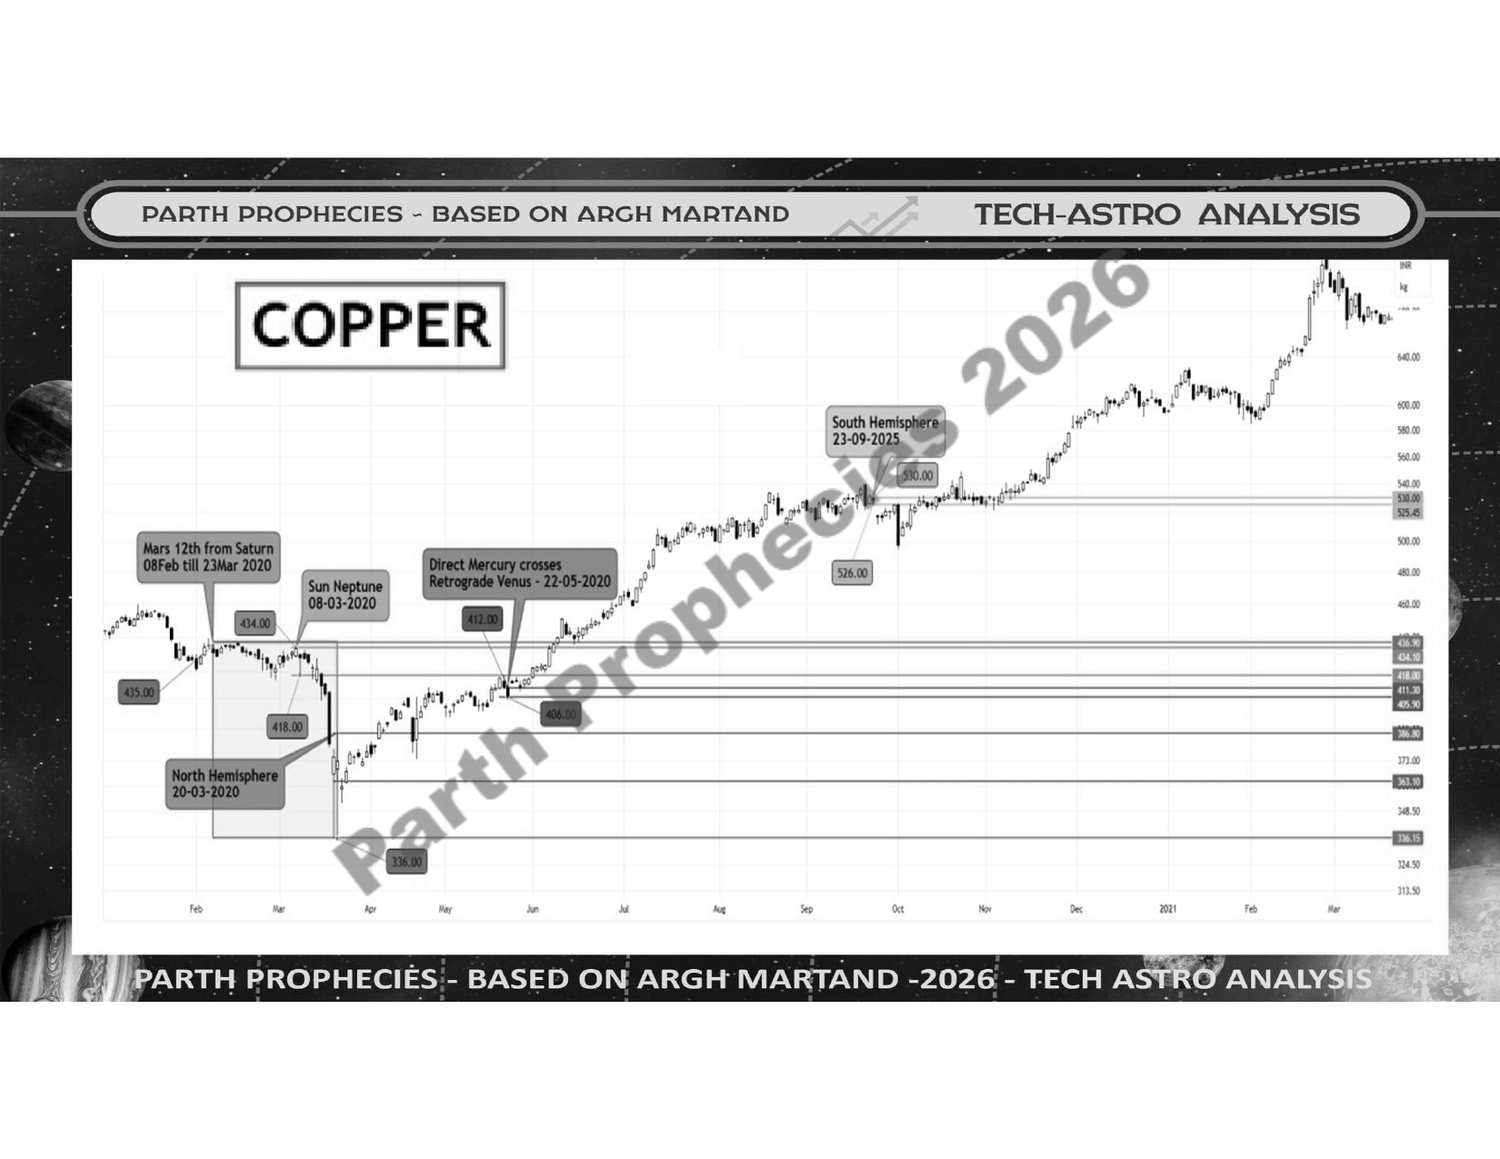 PARTH PROPHECIES ~ BASED ON ARGH MARTAND
TECH-ASTRO ANALYSIS
COPPER
INR
kg
640.00
600.00
580.00
560.00
540.00
530.00
525.45
500.00
480.00
460.00
436.90
434.10
418.00
411.30
405.90
386.80
373.00
363.10
348.50
336.15
324.50
313.50
South Hemisphere
23-09-2025
530.00
526.00
Mars 12th from Saturn
08Feb till 23Mar 2020
Sun Neptune
08-03-2020
434.00
Direct Mercury crosses
Retrograde Venus - 22-05-2020
412.00
435.00
418.00
406.00
North Hemisphere
20-03-2020
336.00
Feb Mar Apr May Jun Jul Aug Sep Oct Nov Dec 2021 Feb Mar
Parth Prophecies 2026
PARTH PROPHECIES - BASED ON ARGH MARTAND -2026 - TECH ASTRO ANALYSIS